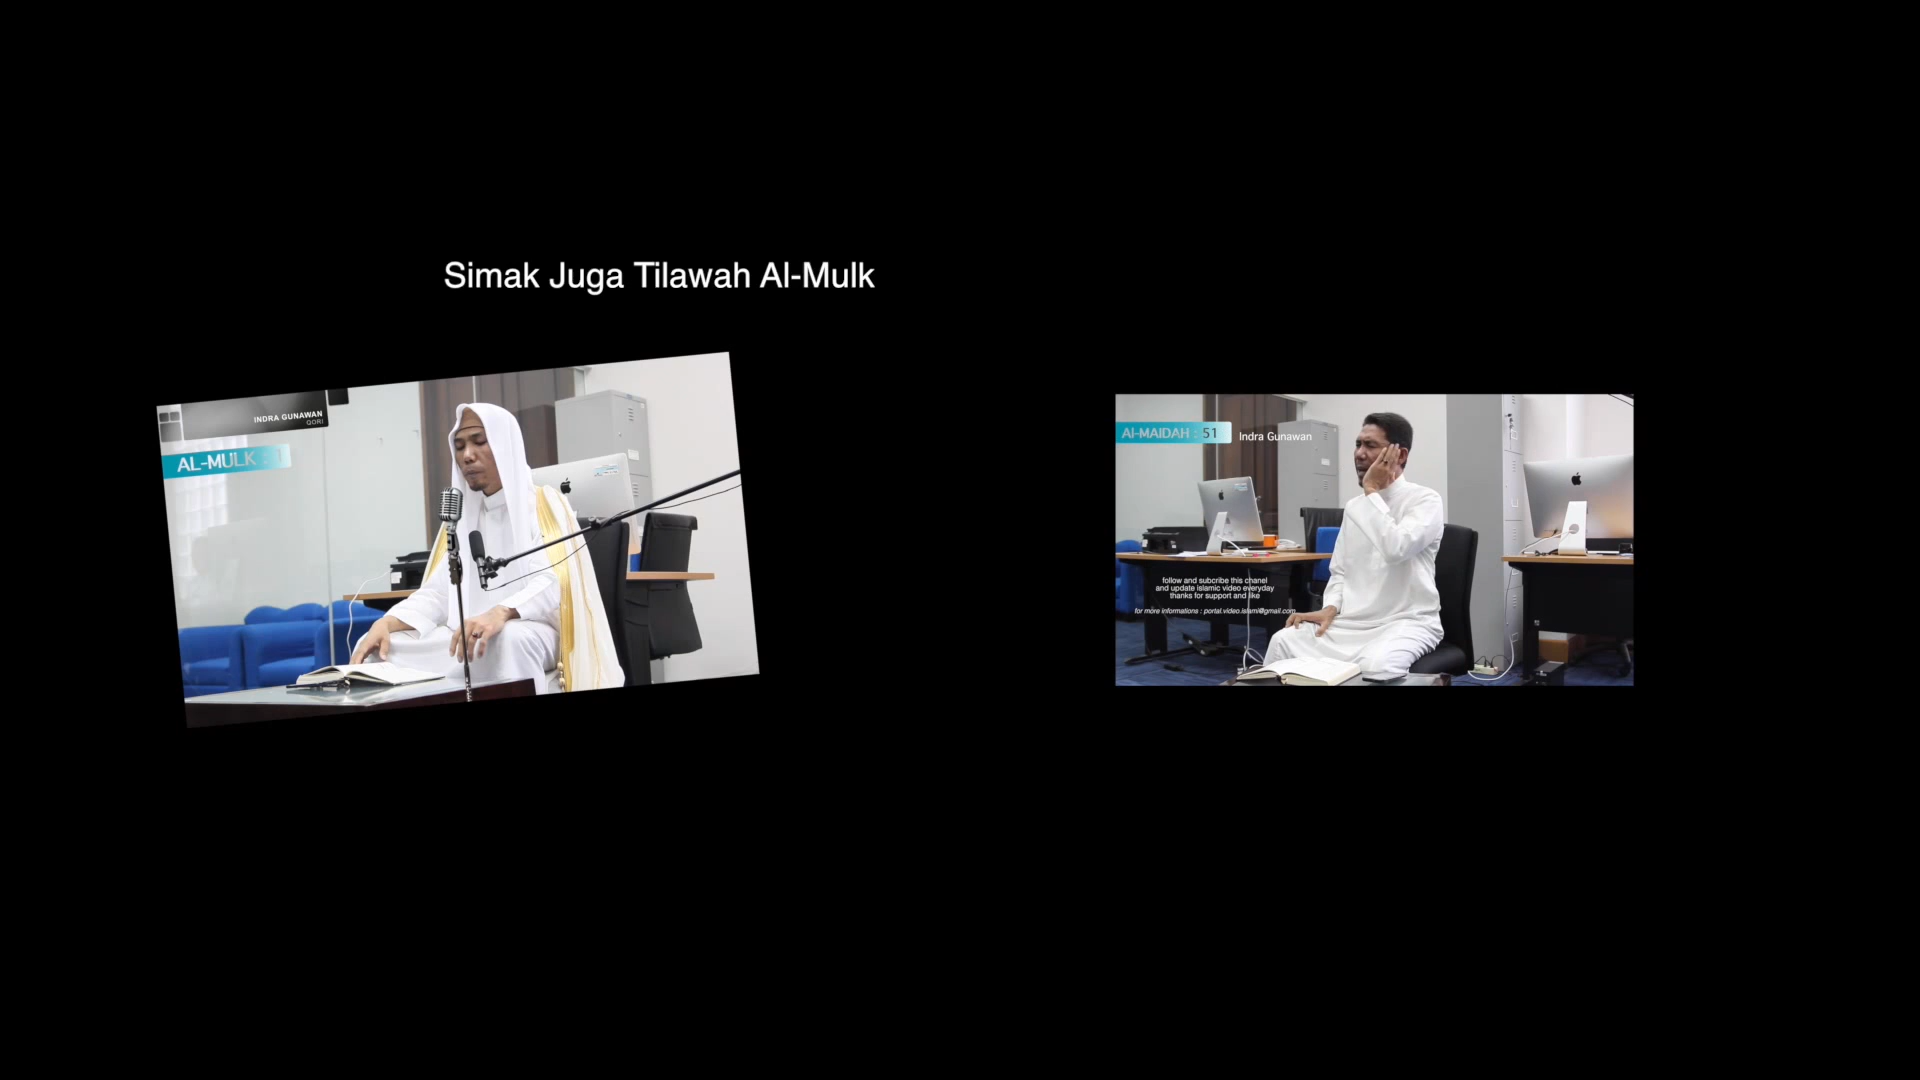 Simak Juga Tilawah Al-Mulk
INDRA GUNAWAN
QORI
AL-MULK : 1
Al-MAIDAH : 51
Indra Gunawan
follow and subcribe this chanel
and update islamic video everyday
thanks for support and like
for more informations : portal.video.islami@gmail.com